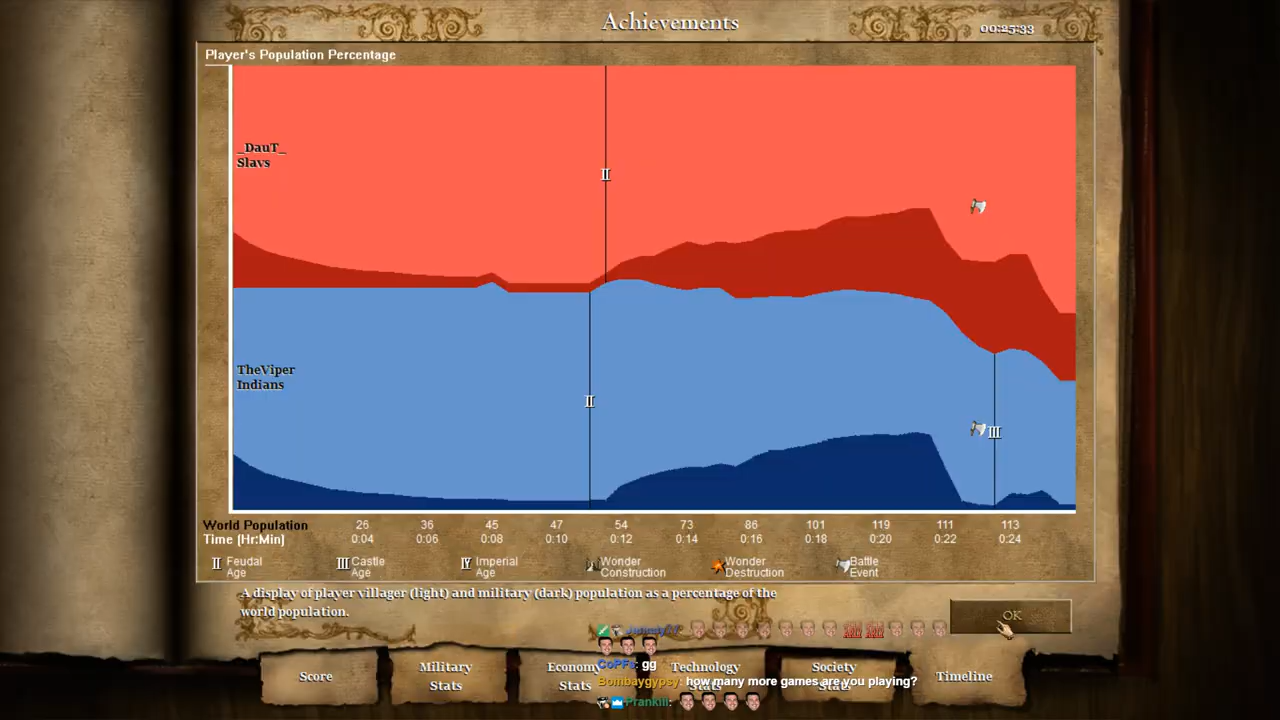 Achievements
00:25:33
Player's Population Percentage
_DauT_
Slavs
II
TheViper
Indians
II
III
World Population 26 36 45 47 54 73 86 101 119 111 113
Time [Hr:Min] 0:04 0:06 0:08 0:10 0:12 0:14 0:16 0:18 0:20 0:22 0:24
II Feudal Age
III Castle Age
IV Imperial Age
Wonder Construction
Wonder Destruction
Battle Event
A display of player villager (light) and military (dark) population as a percentage of the
world population.
OK
CoPFs: gg
Bombaygypsy: how many more games are you playing?
Score
Military Stats
Economy Stats
Technology Stats
Society Stats
Timeline